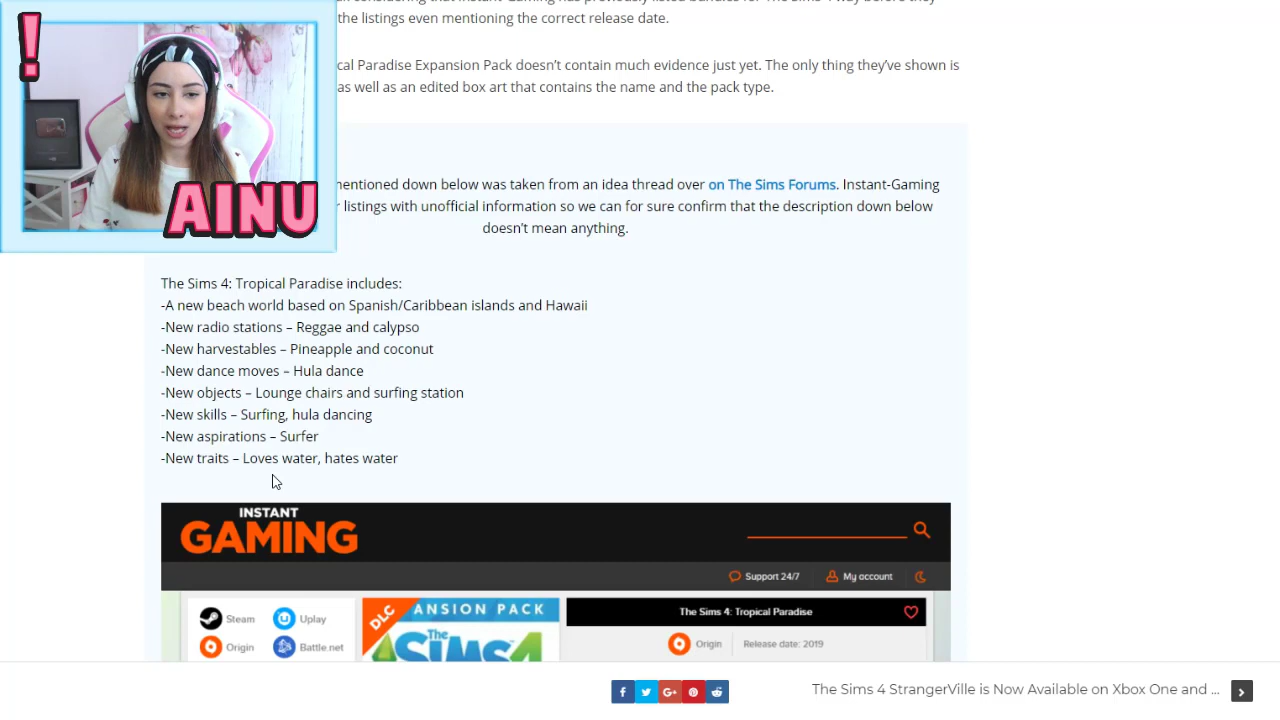 !
the listings even mentioning the correct release date.
cal Paradise Expansion Pack doesn't contain much evidence just yet. The only thing they've shown is
as well as an edited box art that contains the name and the pack type.
AINU
mentioned down below was taken from an idea thread over on The Sims Forums. Instant-Gaming
listings with unofficial information so we can for sure confirm that the description down below
doesn't mean anything.
The Sims 4: Tropical Paradise includes:
-A new beach world based on Spanish/Caribbean islands and Hawaii
-New radio stations – Reggae and calypso
-New harvestables – Pineapple and coconut
-New dance moves – Hula dance
-New objects – Lounge chairs and surfing station
-New skills – Surfing, hula dancing
-New aspirations – Surfer
-New traits – Loves water, hates water
INSTANT
GAMING
Support 24/7 My account
Steam Uplay
Origin Battle.net
DLC
ANSION PACK
The
SIMS4
The Sims 4: Tropical Paradise
Origin Release date: 2019
The Sims 4 StrangerVille is Now Available on Xbox One and ...